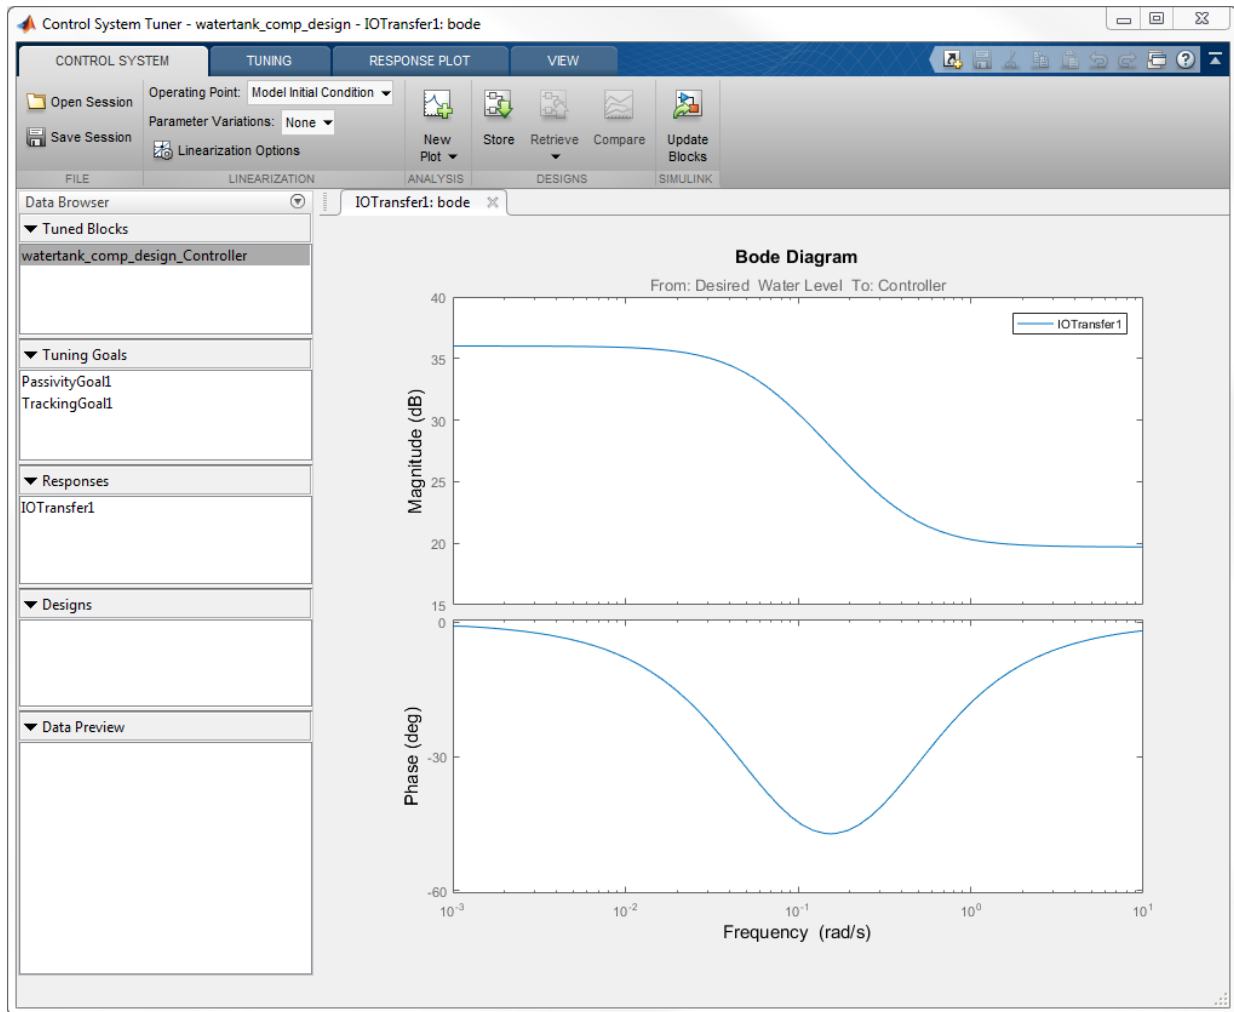 Control System Tuner - watertank_comp_design - IOTransfer1: bode
CONTROL SYSTEM TUNING RESPONSE PLOT VIEW
Open Session
Save Session
FILE
Operating Point: Model Initial Condition
Parameter Variations: None
Linearization Options
LINEARIZATION
New Plot
ANALYSIS
Store Retrieve Compare
DESIGNS
Update Blocks
SIMULINK
Data Browser
Tuned Blocks
watertank_comp_design_Controller
Tuning Goals
PassivityGoal1
TrackingGoal1
Responses
IOTransfer1
Designs
Data Preview
IOTransfer1: bode
Bode Diagram
From: Desired Water Level To: Controller
IOTransfer1
Magnitude (dB)
40
35
30
25
20
15
Phase (deg)
0
-30
-60
10^-3 10^-2 10^-1 10^0 10^1
Frequency (rad/s)